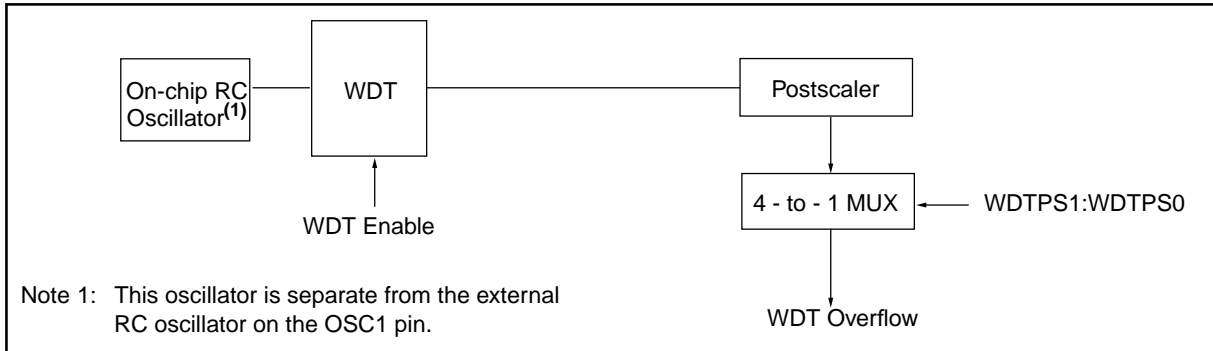 On-chip RC
Oscillator(1)
WDT
Postscaler
4 - to - 1 MUX
WDTPS1:WDTPS0
WDT Enable
WDT Overflow
Note 1: This oscillator is separate from the external
RC oscillator on the OSC1 pin.